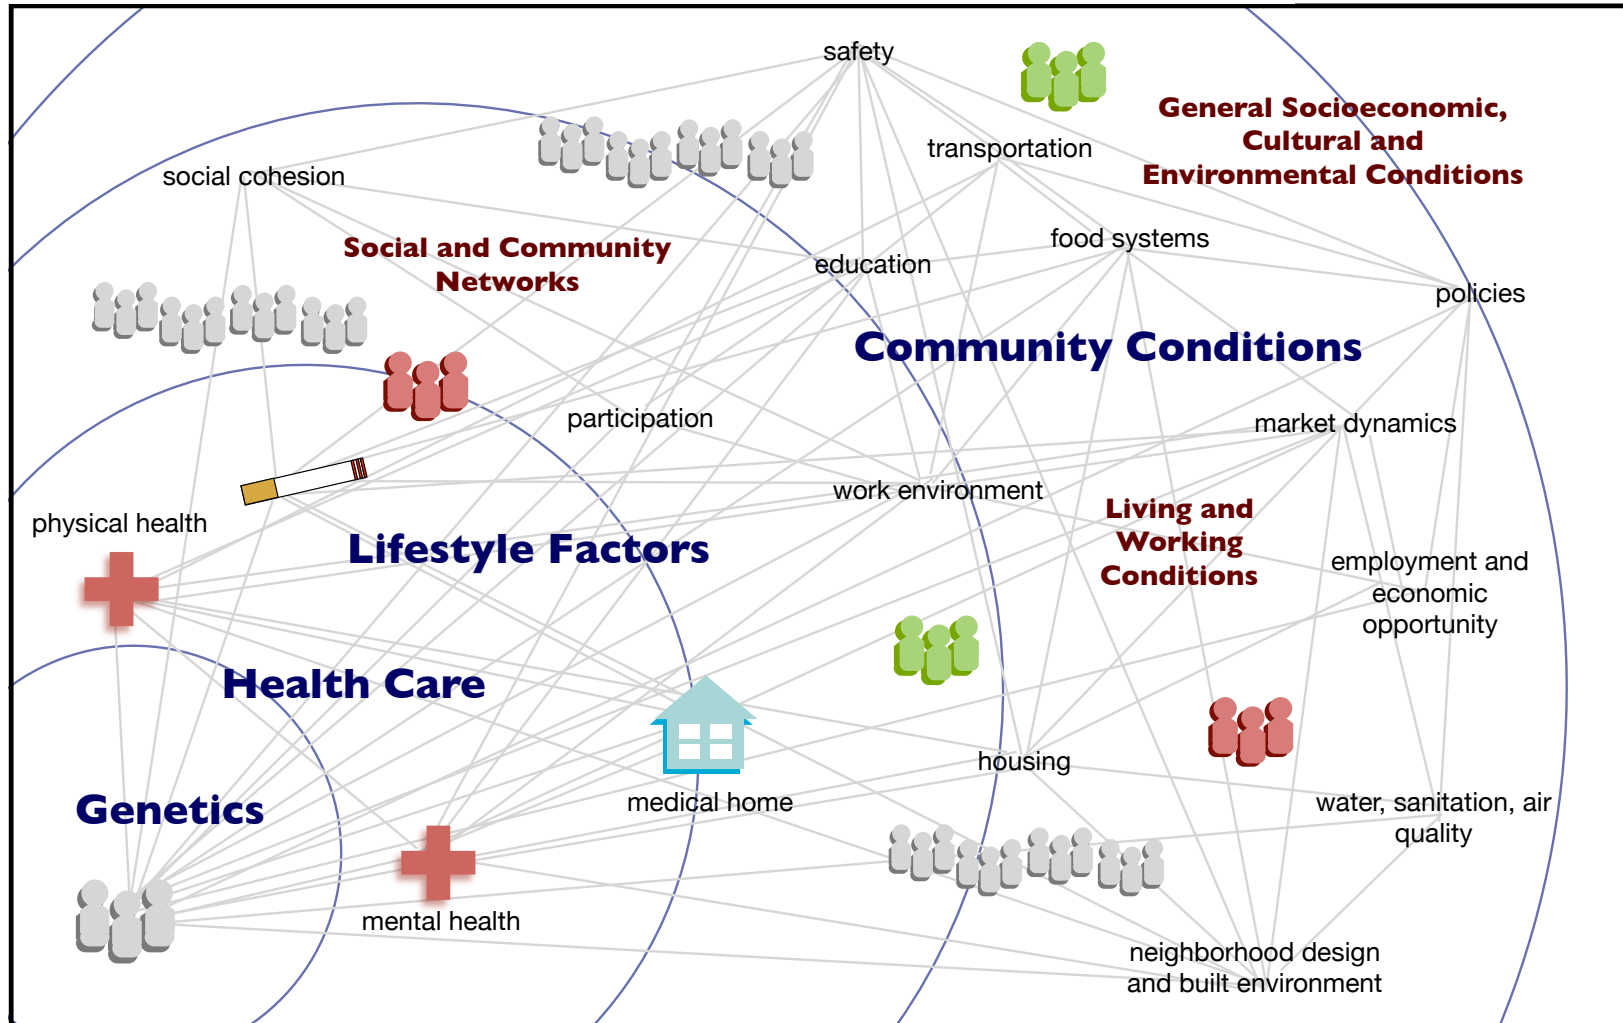 safety
General Socioeconomic,
Cultural and
Environmental Conditions
transportation
social cohesion
Social and Community
Networks
education
food systems
policies
Community Conditions
participation
market dynamics
work environment
Living and
Working
Conditions
physical health
Lifestyle Factors
employment and
economic
opportunity
Health Care
housing
Genetics
medical home
water, sanitation, air
quality
mental health
neighborhood design
and built environment